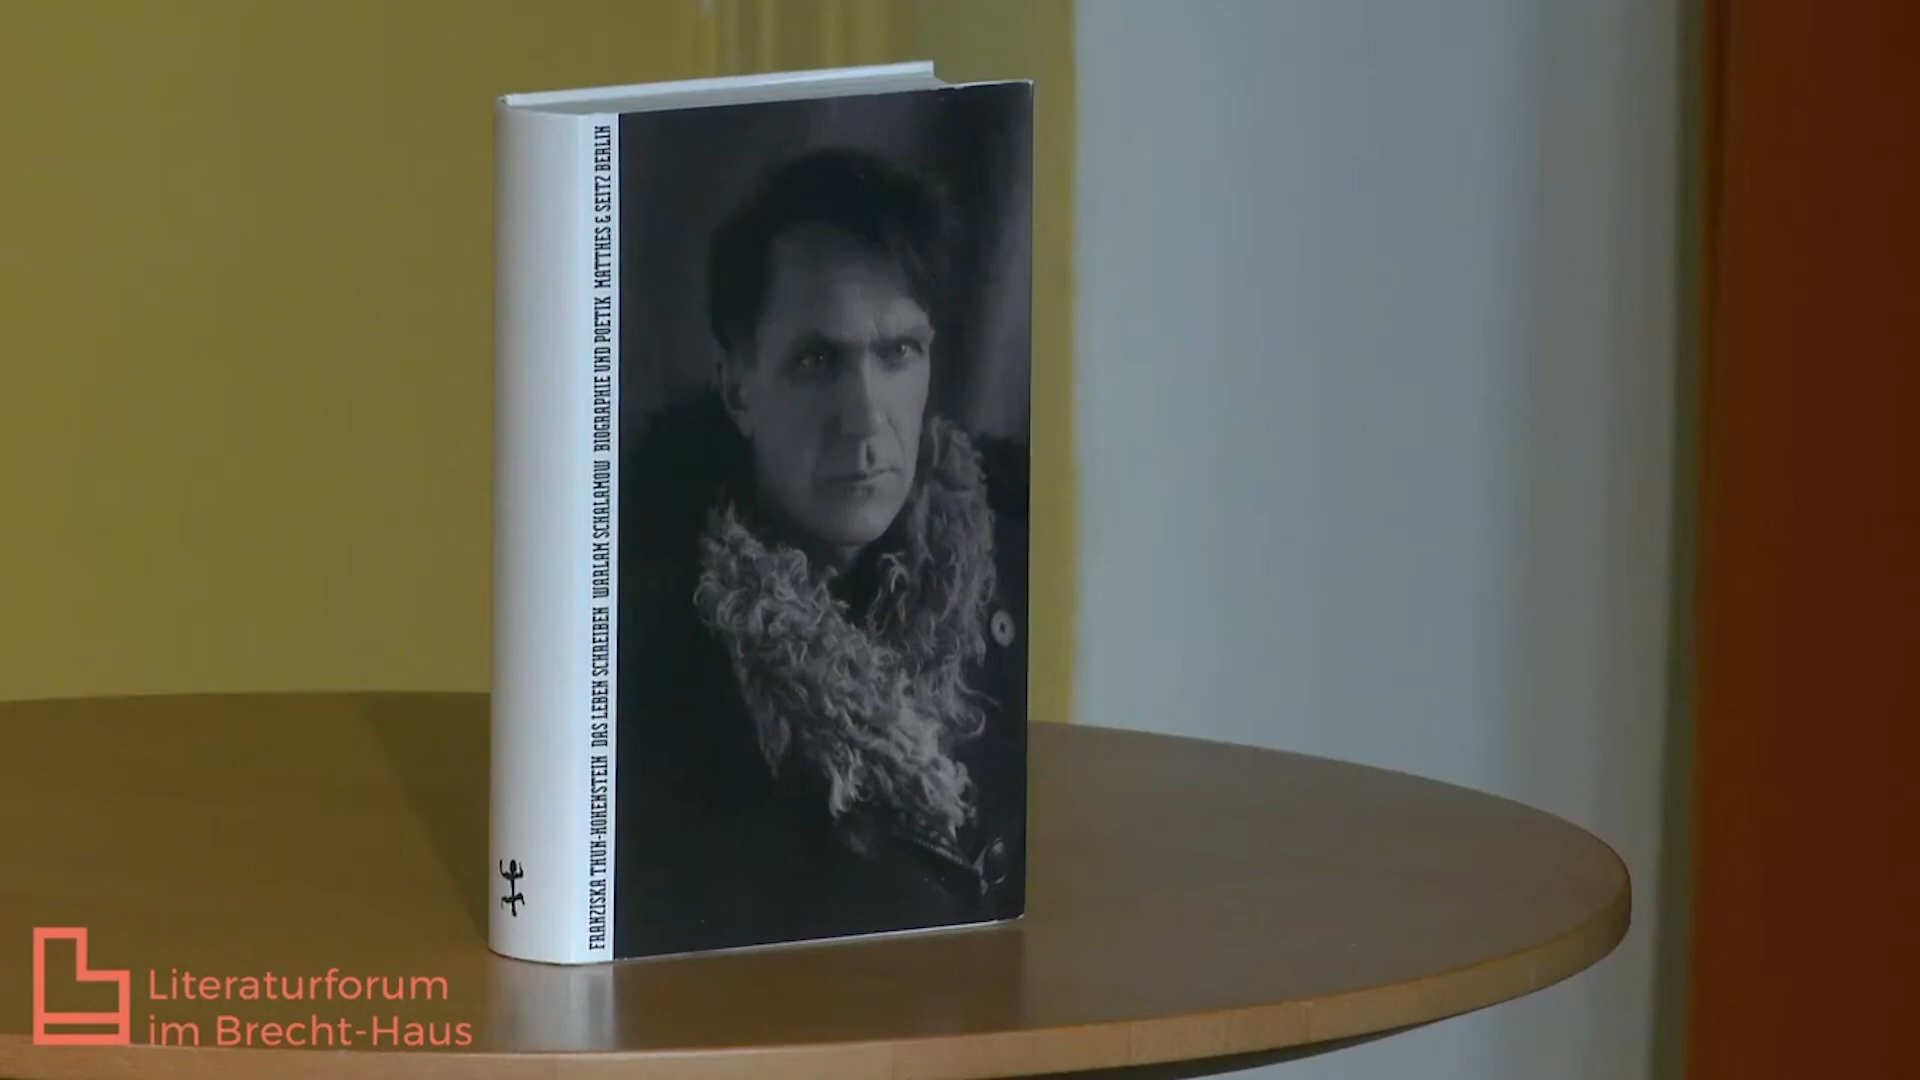 FRANZISKA THUN-HOHENSTEIN DAS LEBEN SCHREIBEN WARLAM SCHALAMOW BIOGRAPHIE UND POETIK MATTHES & SEITZ BERLIN
Literaturforum
im Brecht-Haus